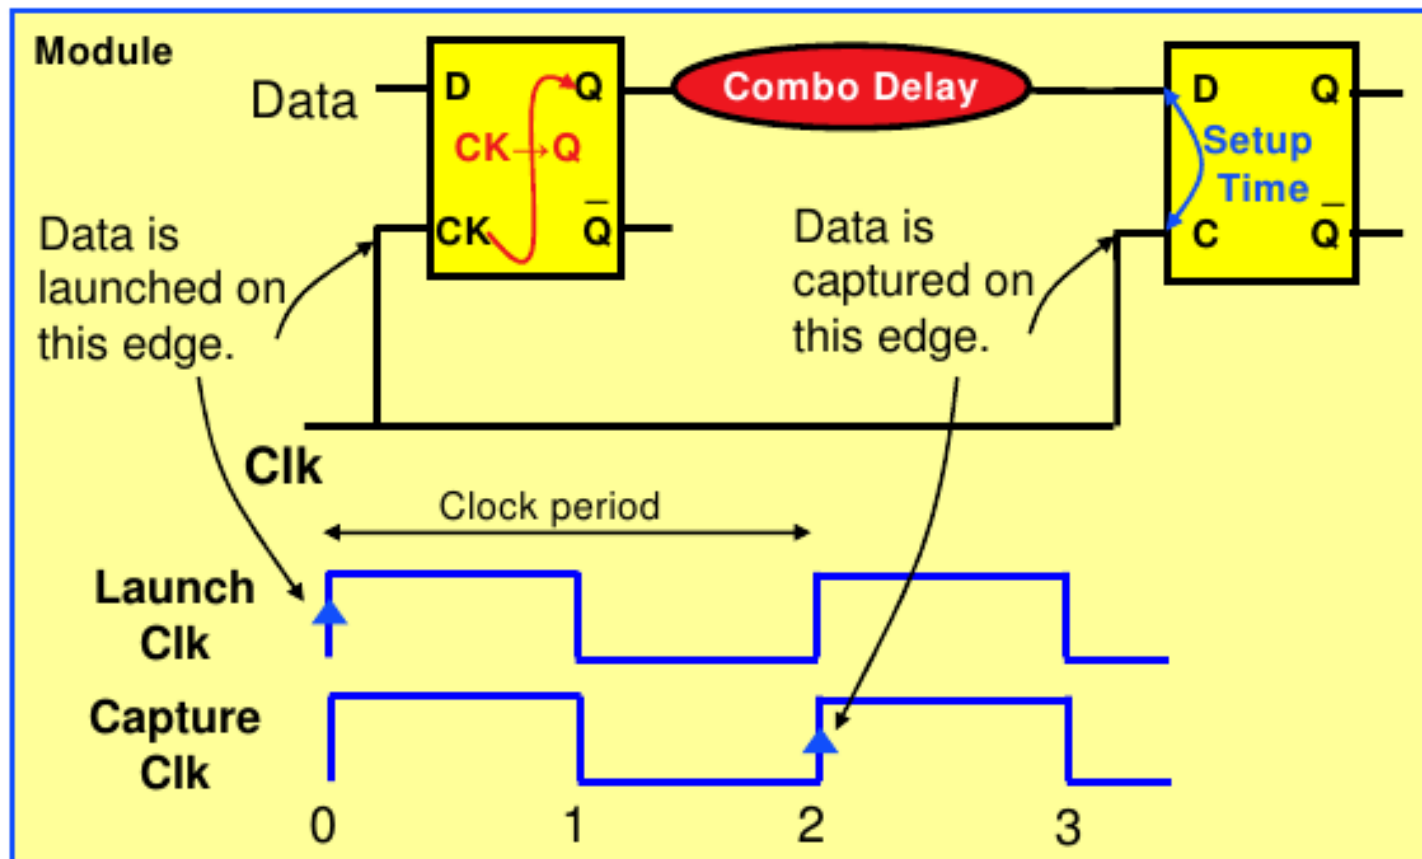 Module
Data
D
Q
CK→Q
CK
Q
Combo Delay
D
Q
Setup
Time
C
Q
Data is
launched on
this edge.
Data is
captured on
this edge.
Clk
Clock period
Launch
Clk
Capture
Clk
0
1
2
3